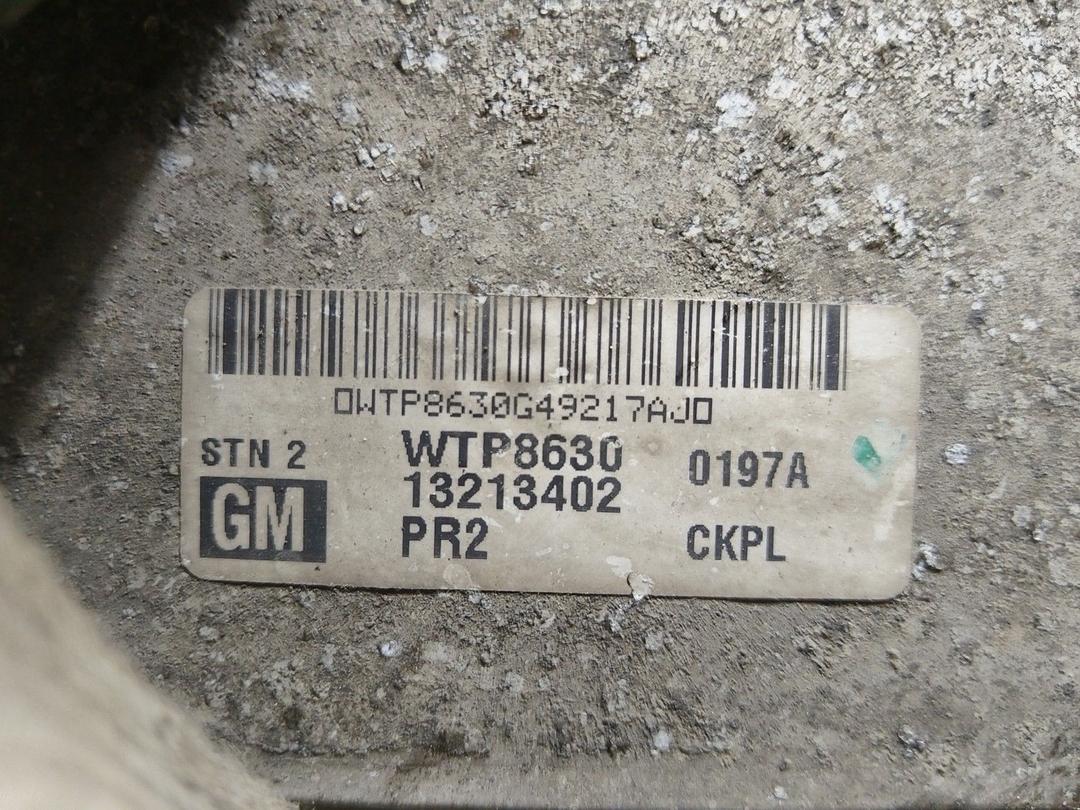 0WTP8630G49217AJ0
STN 2 WTP8630 0197A
13213402
GM PR2 CKPL